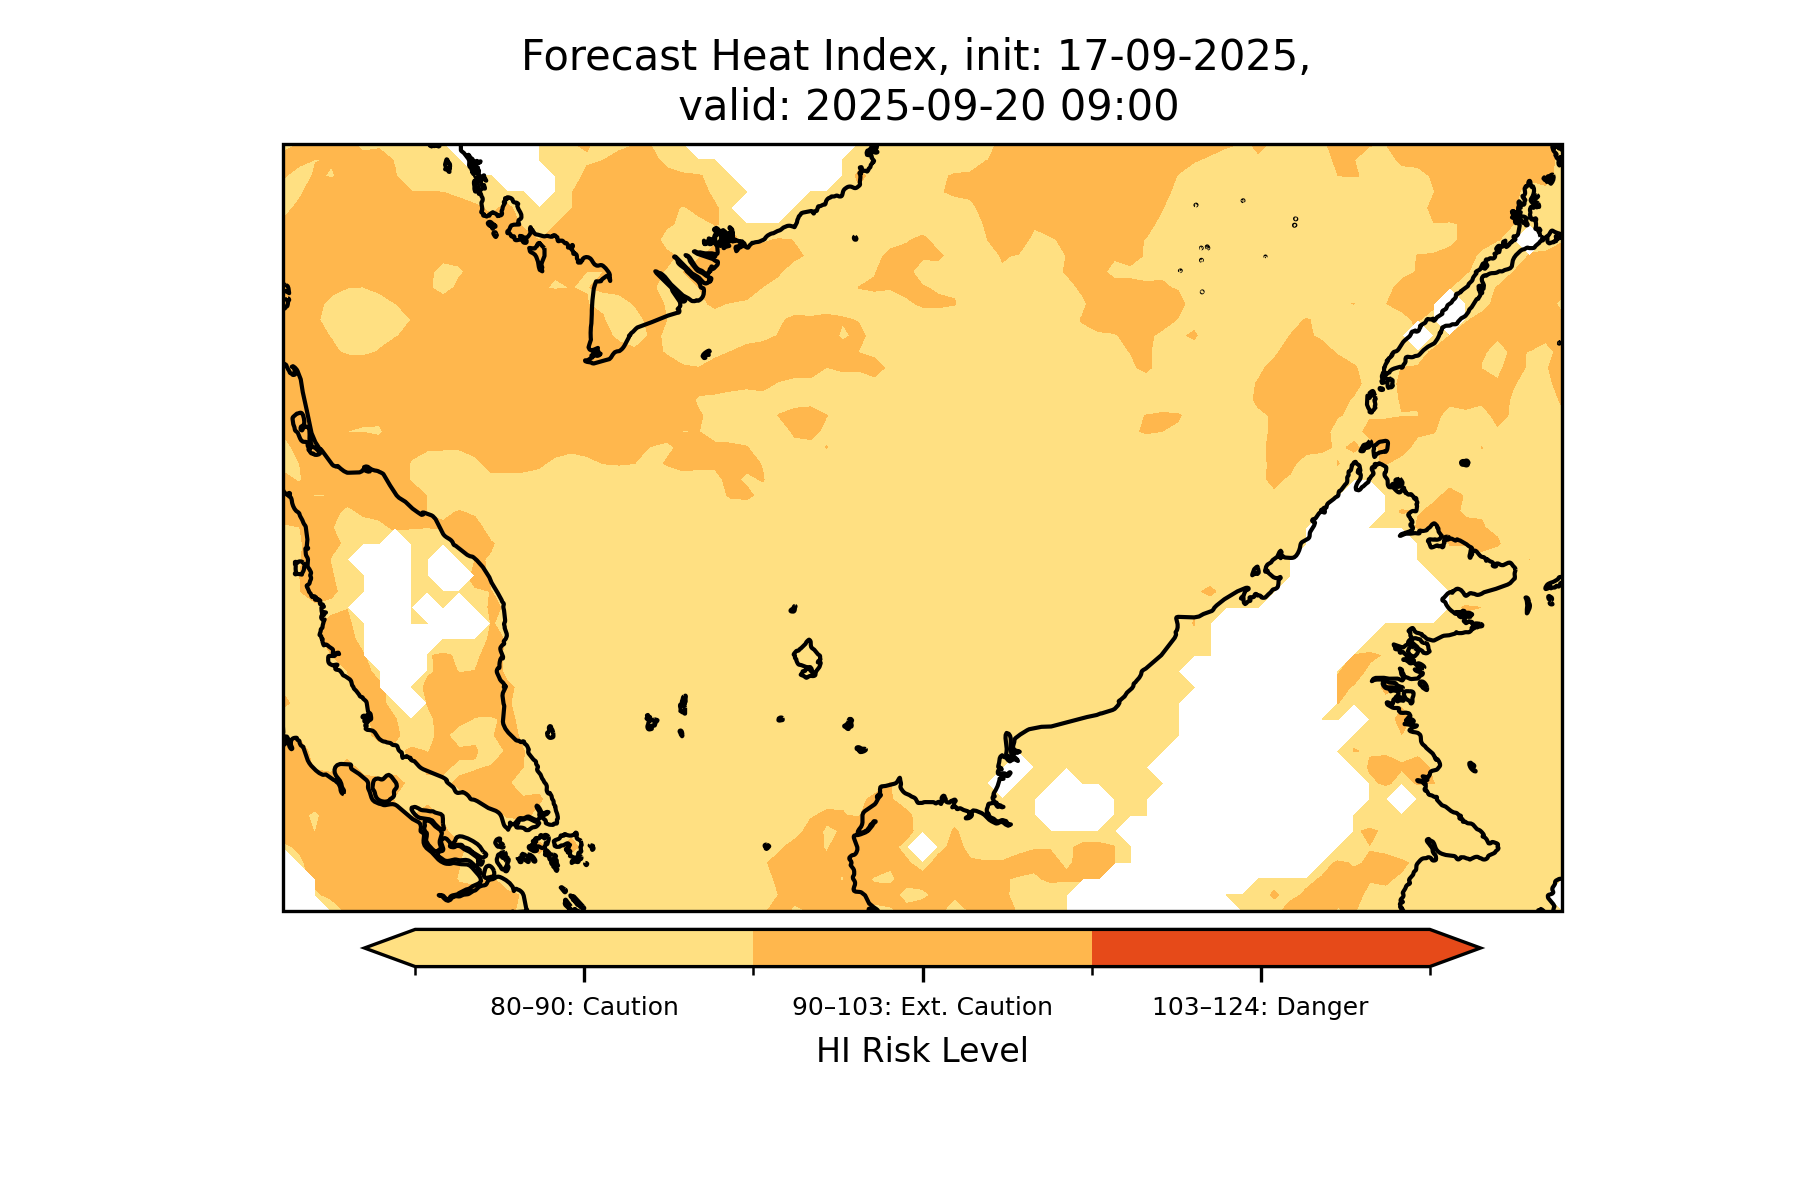 Forecast Heat Index, init: 17-09-2025,
valid: 2025-09-20 09:00
80–90: Caution
90–103: Ext. Caution
103–124: Danger
HI Risk Level